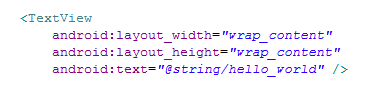 <TextView
android:layout_width="wrap_content"
android:layout_height="wrap_content"
android:text="@string/hello_world" />